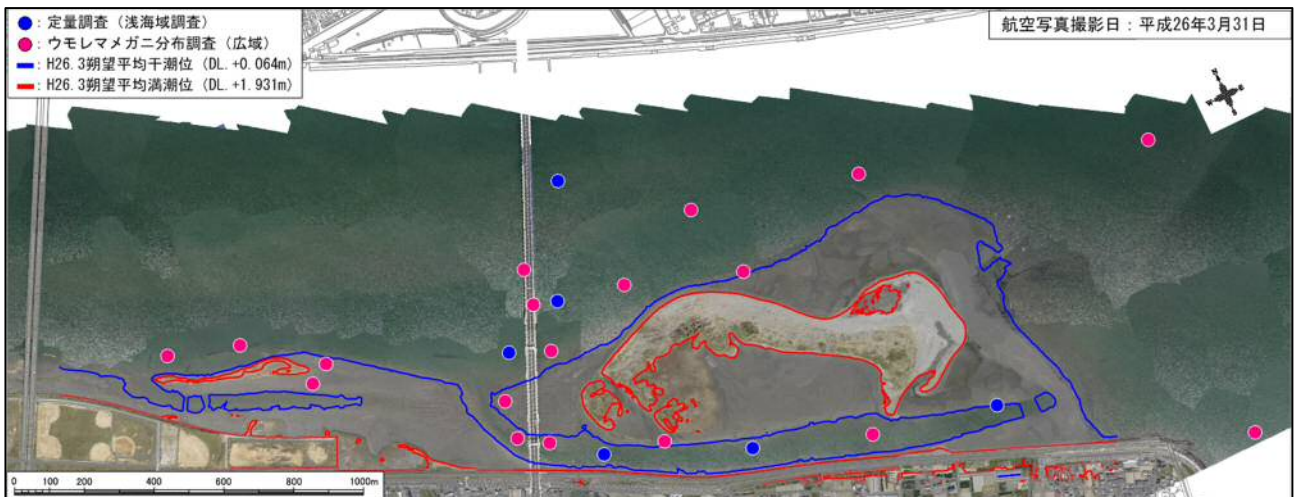 ：定量調査（浅海域調査）
：ウモレマメガニ分布調査（広域）
：H26.3朔望平均干潮位（DL.+0.064m）
：H26.3朔望平均満潮位（DL.+1.931m）
航空写真撮影日：平成26年3月31日
0 100 200 400 600 800 1000m